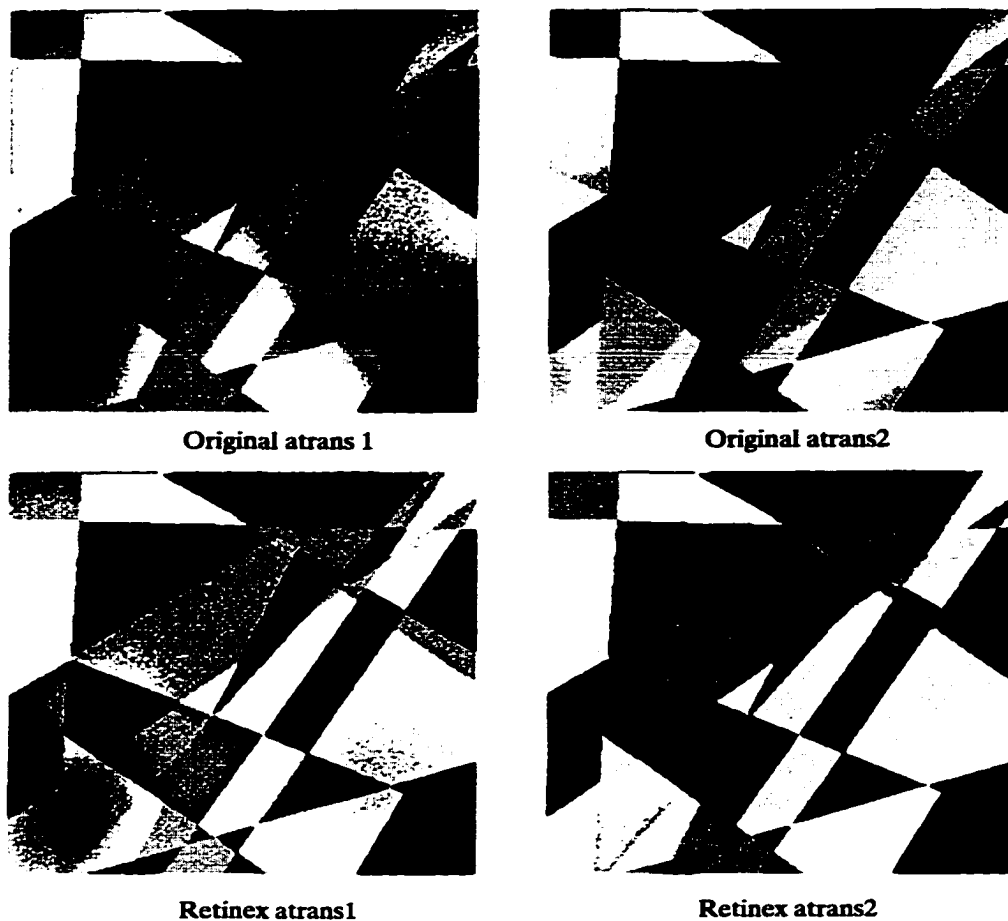 Original atrans 1
Original atrans2
Retinex atrans1
Retinex atrans2